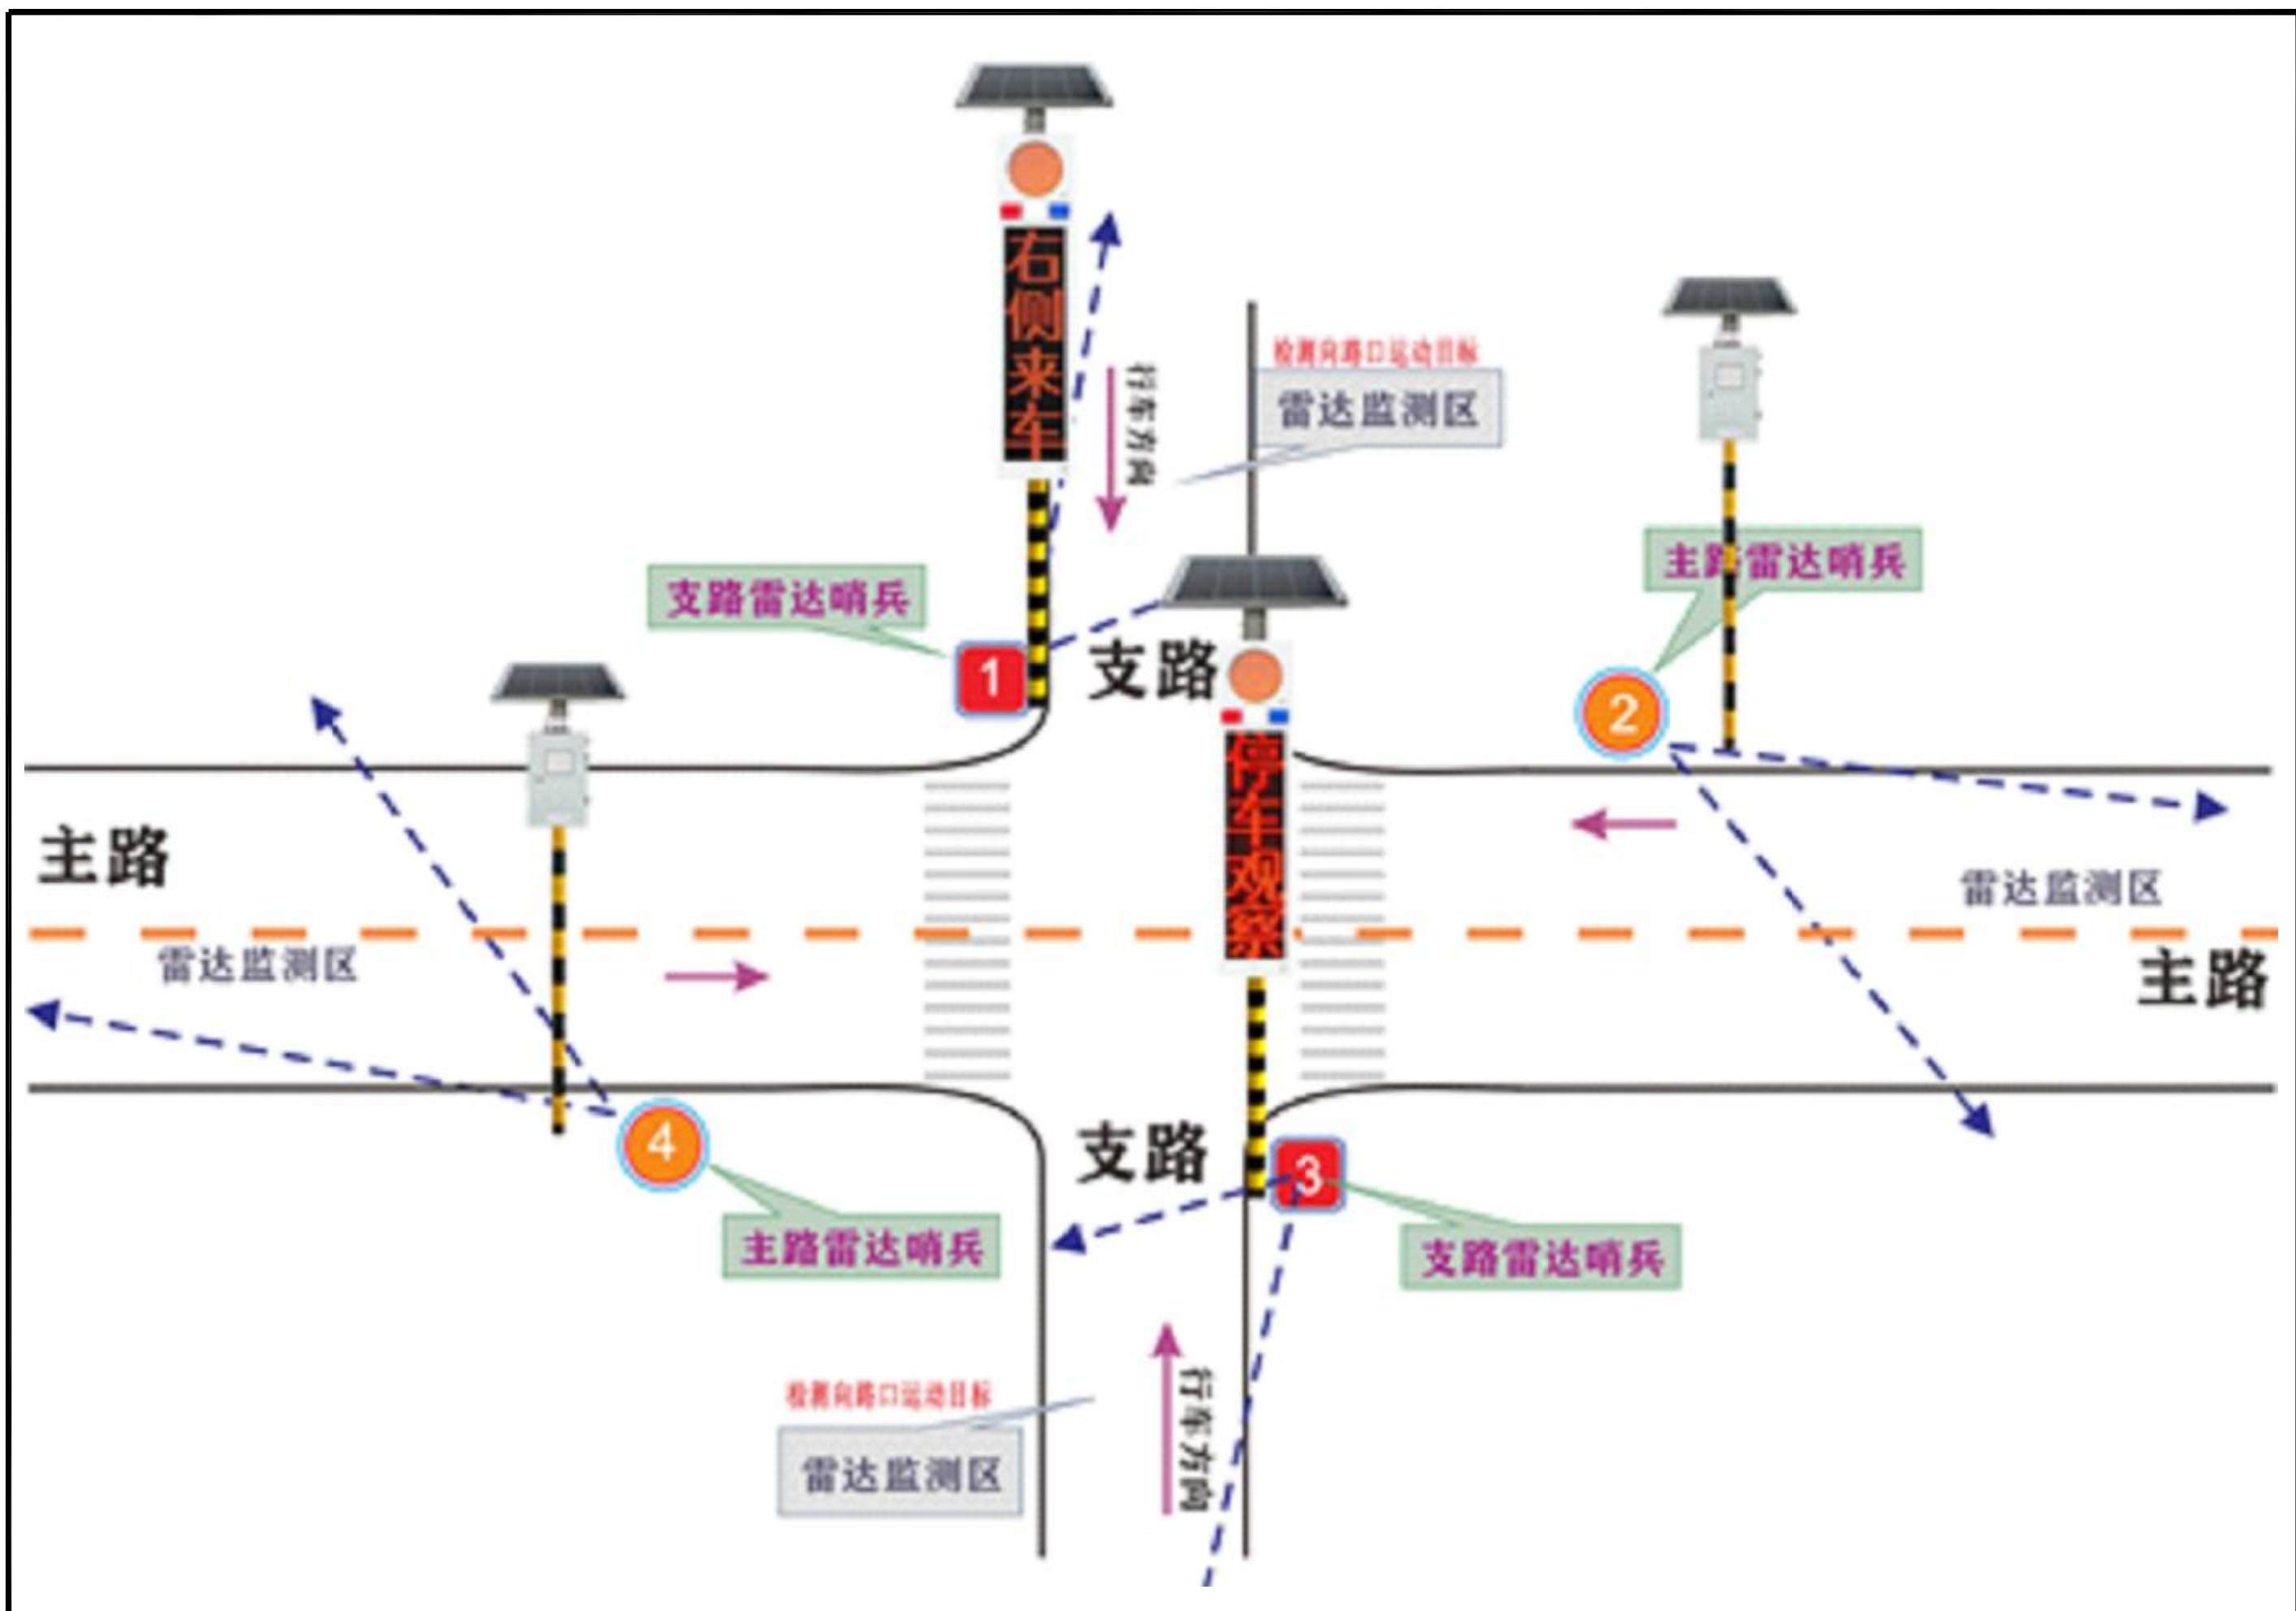 右侧来车
检测向路口运动目标
雷达监测区
行车方向
主路雷达哨兵
支路雷达哨兵
1
支路
2
停车观察
主路
雷达监测区
雷达监测区
主路
支路
4
3
主路雷达哨兵
支路雷达哨兵
检测向路口运动目标
行车方向
雷达监测区